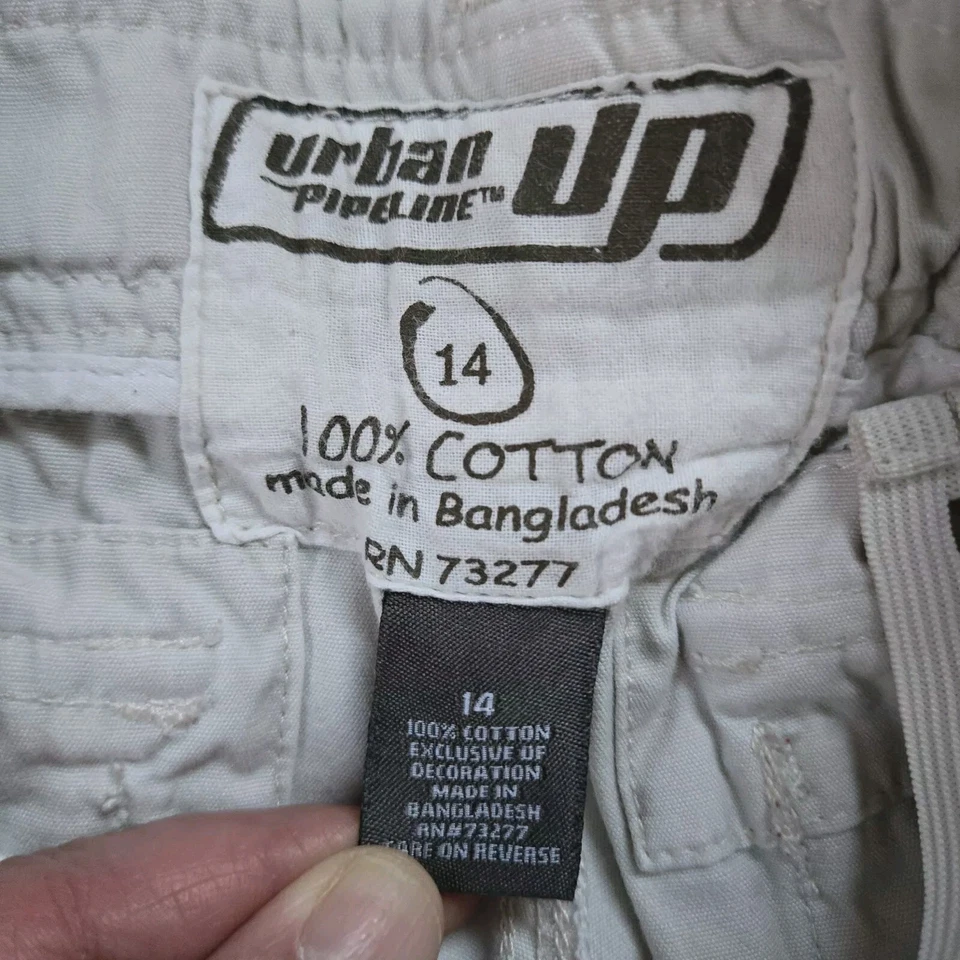 urban UP
PIPELINE™
14
100% COTTON
made in Bangladesh
RN 73277
14
100% COTTON
EXCLUSIVE OF
DECORATION
MADE IN
BANGLADESH
RN#73277
CARE ON REVERSE